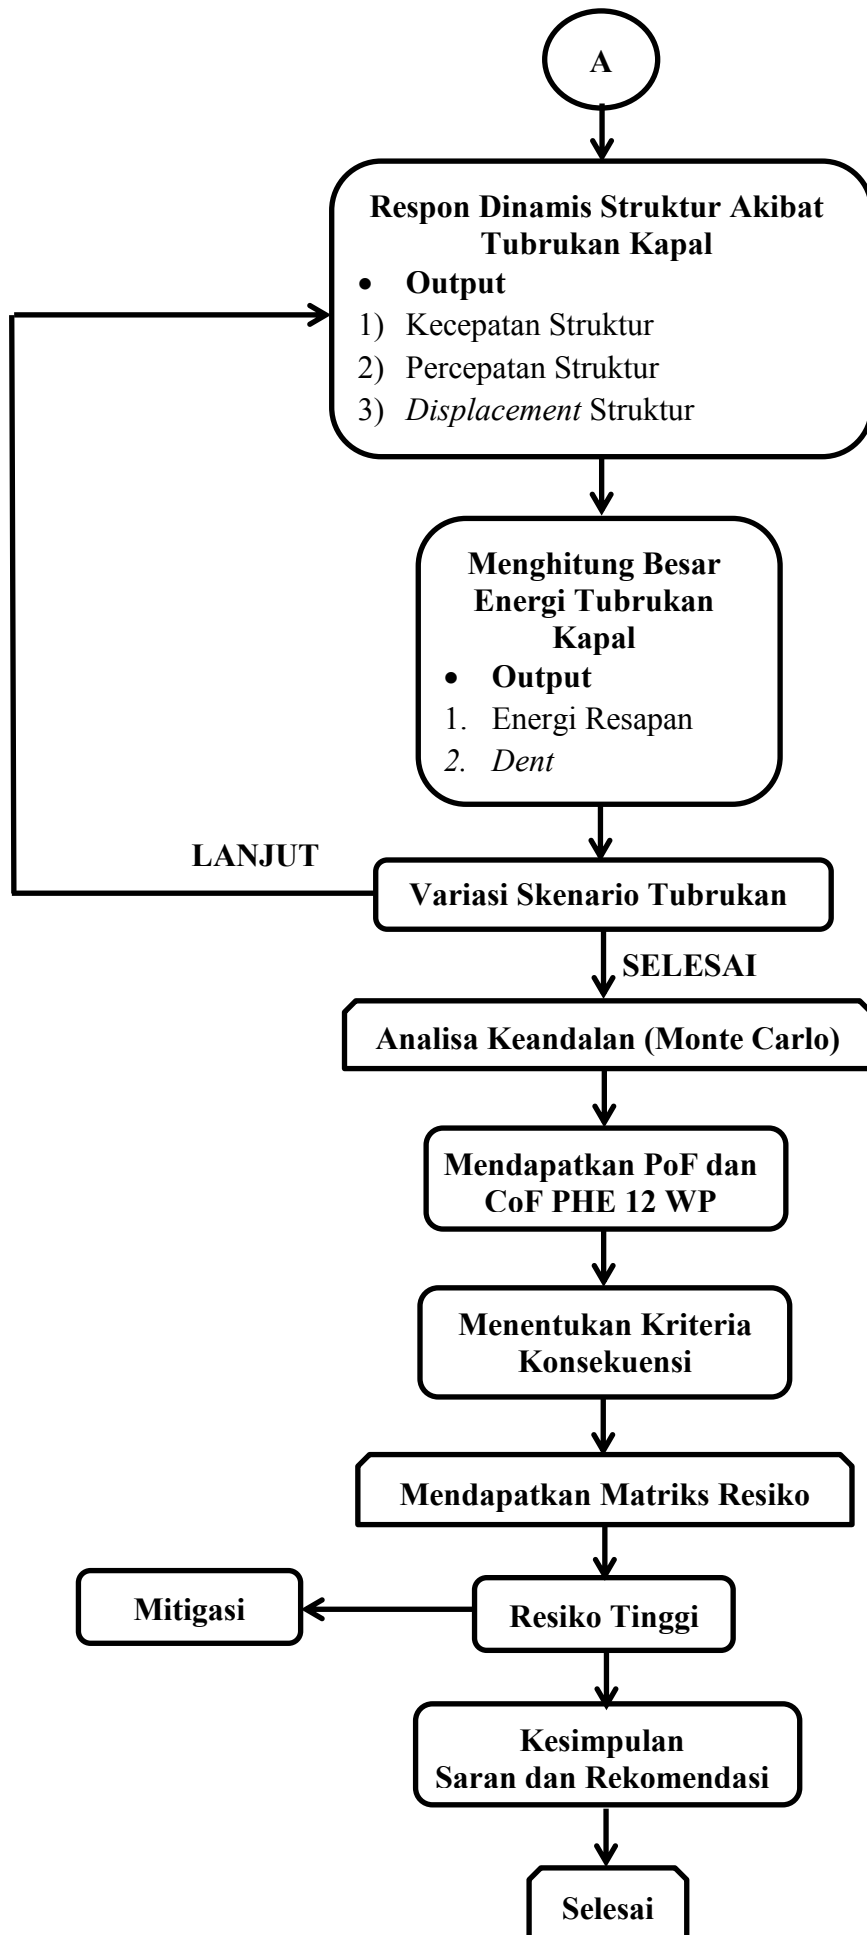 A
Respon Dinamis Struktur Akibat
Tubrukan Kapal
• Output
1) Kecepatan Struktur
2) Percepatan Struktur
3) Displacement Struktur
Menghitung Besar
Energi Tubrukan
Kapal
• Output
1. Energi Resapan
2. Dent
LANJUT
Variasi Skenario Tubrukan
SELESAI
Analisa Keandalan (Monte Carlo)
Mendapatkan PoF dan
CoF PHE 12 WP
Menentukan Kriteria
Konsekuensi
Mendapatkan Matriks Resiko
Mitigasi
Resiko Tinggi
Kesimpulan
Saran dan Rekomendasi
Selesai